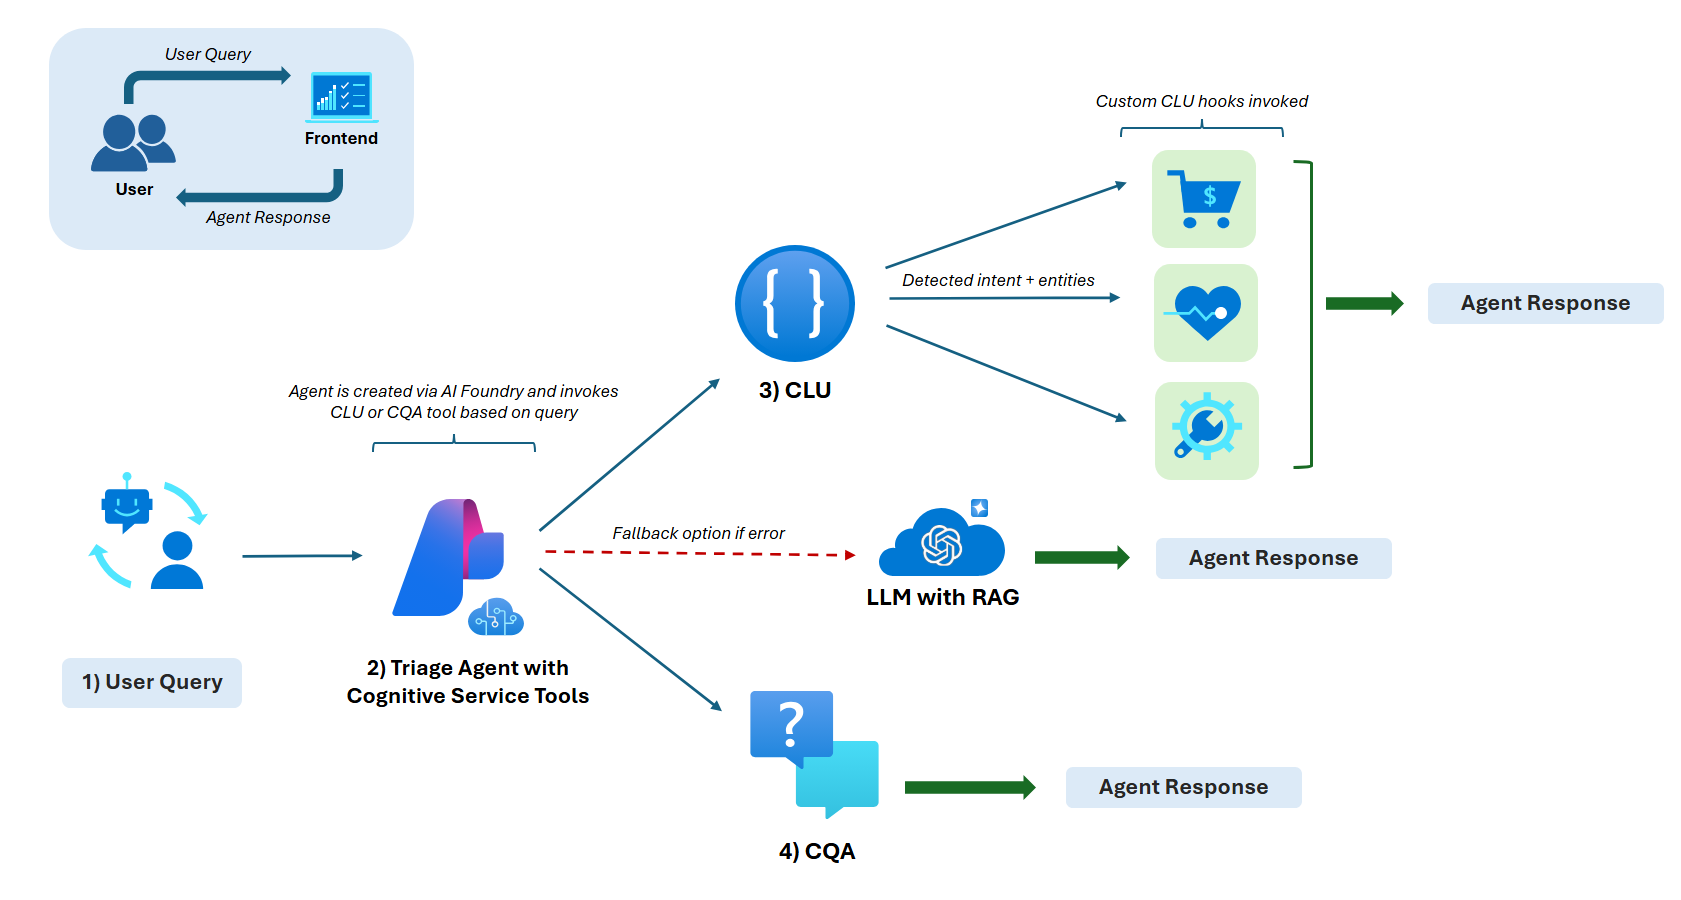 User Query
Frontend
User
Agent Response
Custom CLU hooks invoked
$
Detected intent + entities
Agent Response
{ }
3) CLU
Agent is created via AI Foundry and invokes
CLU or CQA tool based on query
Fallback option if error
LLM with RAG
Agent Response
1) User Query
2) Triage Agent with
Cognitive Service Tools
?
Agent Response
4) CQA